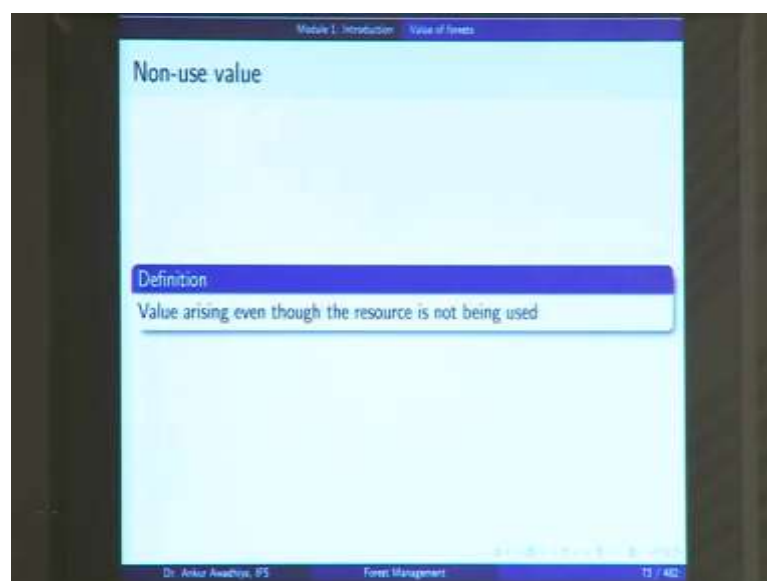 Module 1: Introduction Value of forests
Non-use value
Definition
Value arising even though the resource is not being used
Dr. Ankur Awadhiya, IFS Forest Management 73 / 482